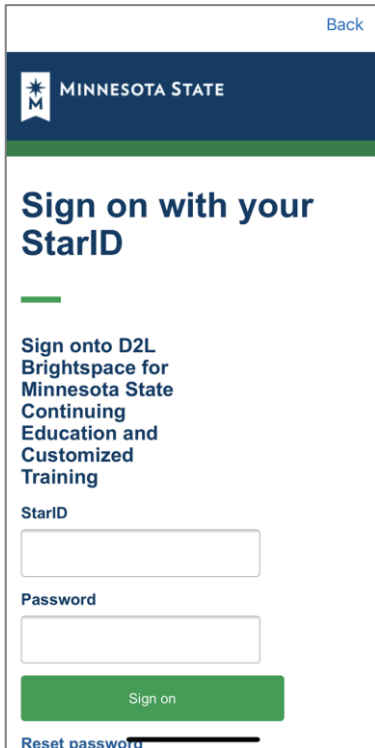 Back
MINNESOTA STATE
Sign on with your
StarID
Sign onto D2L
Brightspace for
Minnesota State
Continuing
Education and
Customized
Training
StarID
Password
Sign on
Reset password